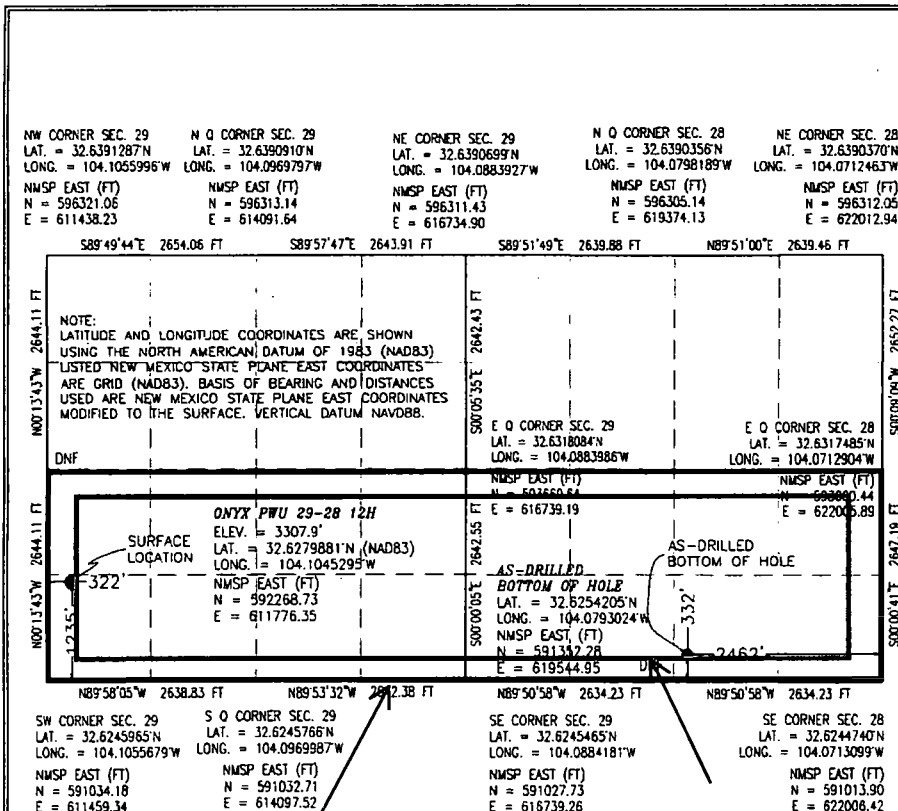 NW CORNER SEC. 29
LAT. = 32.6391287'N
LONG. = 104.1055996'W
NMSP EAST (FT)
N = 596321.06
E = 611438.23
N Q CORNER SEC. 29
LAT. = 32.6390910'N
LONG. = 104.0969797'W
NMSP EAST (FT)
N = 596313.14
E = 614091.64
NE CORNER SEC. 29
LAT. = 32.6390699'N
LONG. = 104.0883927'W
NMSP EAST (FT)
N = 596311.43
E = 616734.90
N Q CORNER SEC. 28
LAT. = 32.6390356'N
LONG. = 104.0798189'W
NMSP EAST (FT)
N = 596305.14
E = 619374.13
NE CORNER SEC. 28
LAT. = 32.6390370'N
LONG. = 104.0712463'W
NMSP EAST (FT)
N = 596312.05
E = 622012.94
S89°49'44"E 2654.06 FT
S89°57'47"E 2643.91 FT
S89°51'49"E 2639.88 FT
N89°51'00"E 2639.46 FT
N00°13'43"W 2644.11 FT
NOTE:
LATITUDE AND LONGITUDE COORDINATES ARE SHOWN
USING THE NORTH AMERICAN DATUM OF 1983 (NAD83)
LISTED NEW MEXICO STATE PLANE EAST COORDINATES
ARE GRID (NAD83). BASIS OF BEARING AND DISTANCES
USED ARE NEW MEXICO STATE PLANE EAST COORDINATES
MODIFIED TO THE SURFACE. VERTICAL DATUM NAVD88.
S00°05'35"E 2642.43 FT
S00°09'09"W 2652.27 FT
DNF
E Q CORNER SEC. 29
LAT. = 32.6318084'N
LONG. = 104.0883986'W
NMSP EAST (FT)
E = 616739.19
E Q CORNER SEC. 28
LAT. = 32.6317485'N
LONG. = 104.0712904'W
NMSP EAST (FT)
E = 622005.89
N00°13'43"W 2644.11 FT
SURFACE
LOCATION
322'
1235'
ONYX PWU 29-28 12H
ELEV. = 3307.9'
LAT. = 32.6279881'N (NAD83)
LONG. = 104.1045295'W
NMSP EAST (FT)
N = 592268.73
E = 611776.35
S00°00'05"E 2642.55 FT
AS-DRILLED
BOTTOM OF HOLE
LAT. = 32.6254205'N
LONG. = 104.0793024'W
NMSP EAST (FT)
N = 591352.28
E = 619544.95
AS-DRILLED
BOTTOM OF HOLE
332'
2462'
S00°00'41"E 2647.19 FT
N89°58'05"W 2638.83 FT
N89°53'32"W 2642.38 FT
N89°50'58"W 2634.23 FT
N89°50'58"W 2634.23 FT
SW CORNER SEC. 29
LAT. = 32.6245965'N
LONG. = 104.1055679'W
NMSP EAST (FT)
N = 591034.18
E = 611459.34
S Q CORNER SEC. 29
LAT. = 32.6245766'N
LONG. = 104.0969987'W
NMSP EAST (FT)
N = 591032.71
E = 614097.52
SE CORNER SEC. 29
LAT. = 32.6245465'N
LONG. = 104.0884181'W
NMSP EAST (FT)
N = 591027.73
E = 616739.26
SE CORNER SEC. 28
LAT. = 32.6244740'N
LONG. = 104.0713099'W
NMSP EAST (FT)
N = 591013.90
E = 622006.42